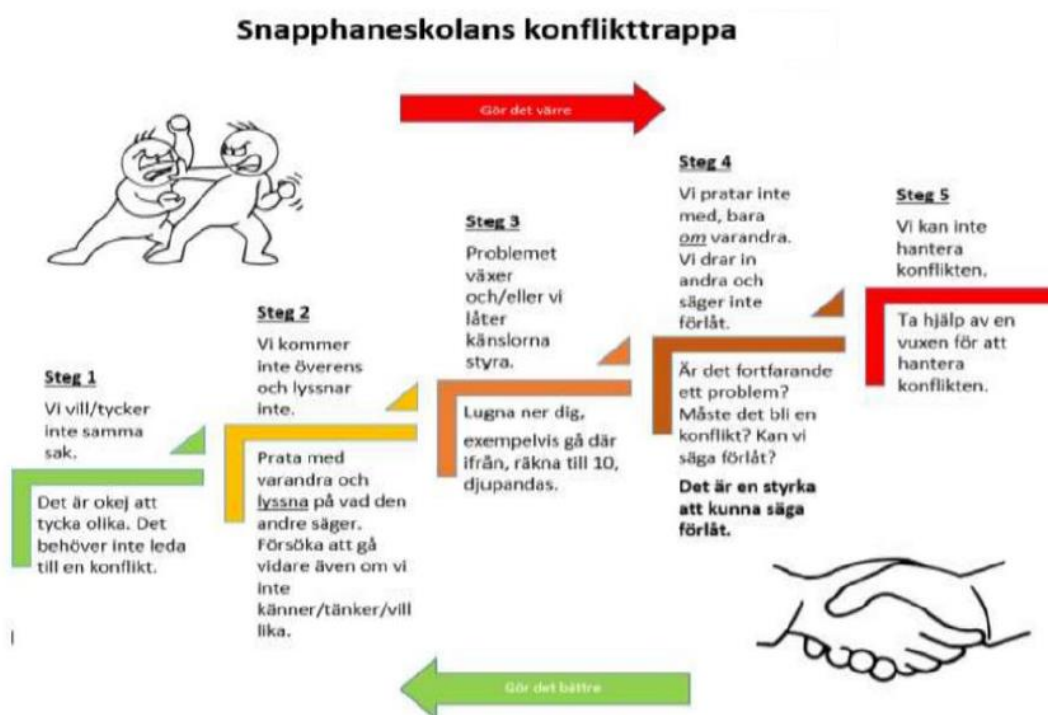 Snapphaneskolans konflikttrappa
Gör det värre
Steg 1
Vi vill/tycker
inte samma
sak.
Det är okej att
tycka olika. Det
behöver inte leda
till en konflikt.
Steg 2
Vi kommer
inte överens
och lyssnar
inte.
Prata med
varandra och
lyssna på vad den
andre säger.
Försöka att gå
vidare även om vi
inte
känner/tänker/vill
lika.
Steg 3
Problemet
växer
och/eller vi
låter
känslorna
styra.
Lugna ner dig,
exempelvis gå där
ifrån, räkna till 10,
djupandas.
Steg 4
Vi pratar inte
med, bara
om varandra.
Vi drar in
andra och
säger inte
förlåt.
Är det fortfarande
ett problem?
Måste det bli en
konflikt? Kan vi
säga förlåt?
Det är en styrka
att kunna säga
förlåt.
Steg 5
Vi kan inte
hantera
konflikten.
Ta hjälp av en
vuxen för att
hantera
konflikten.
Gör det bättre